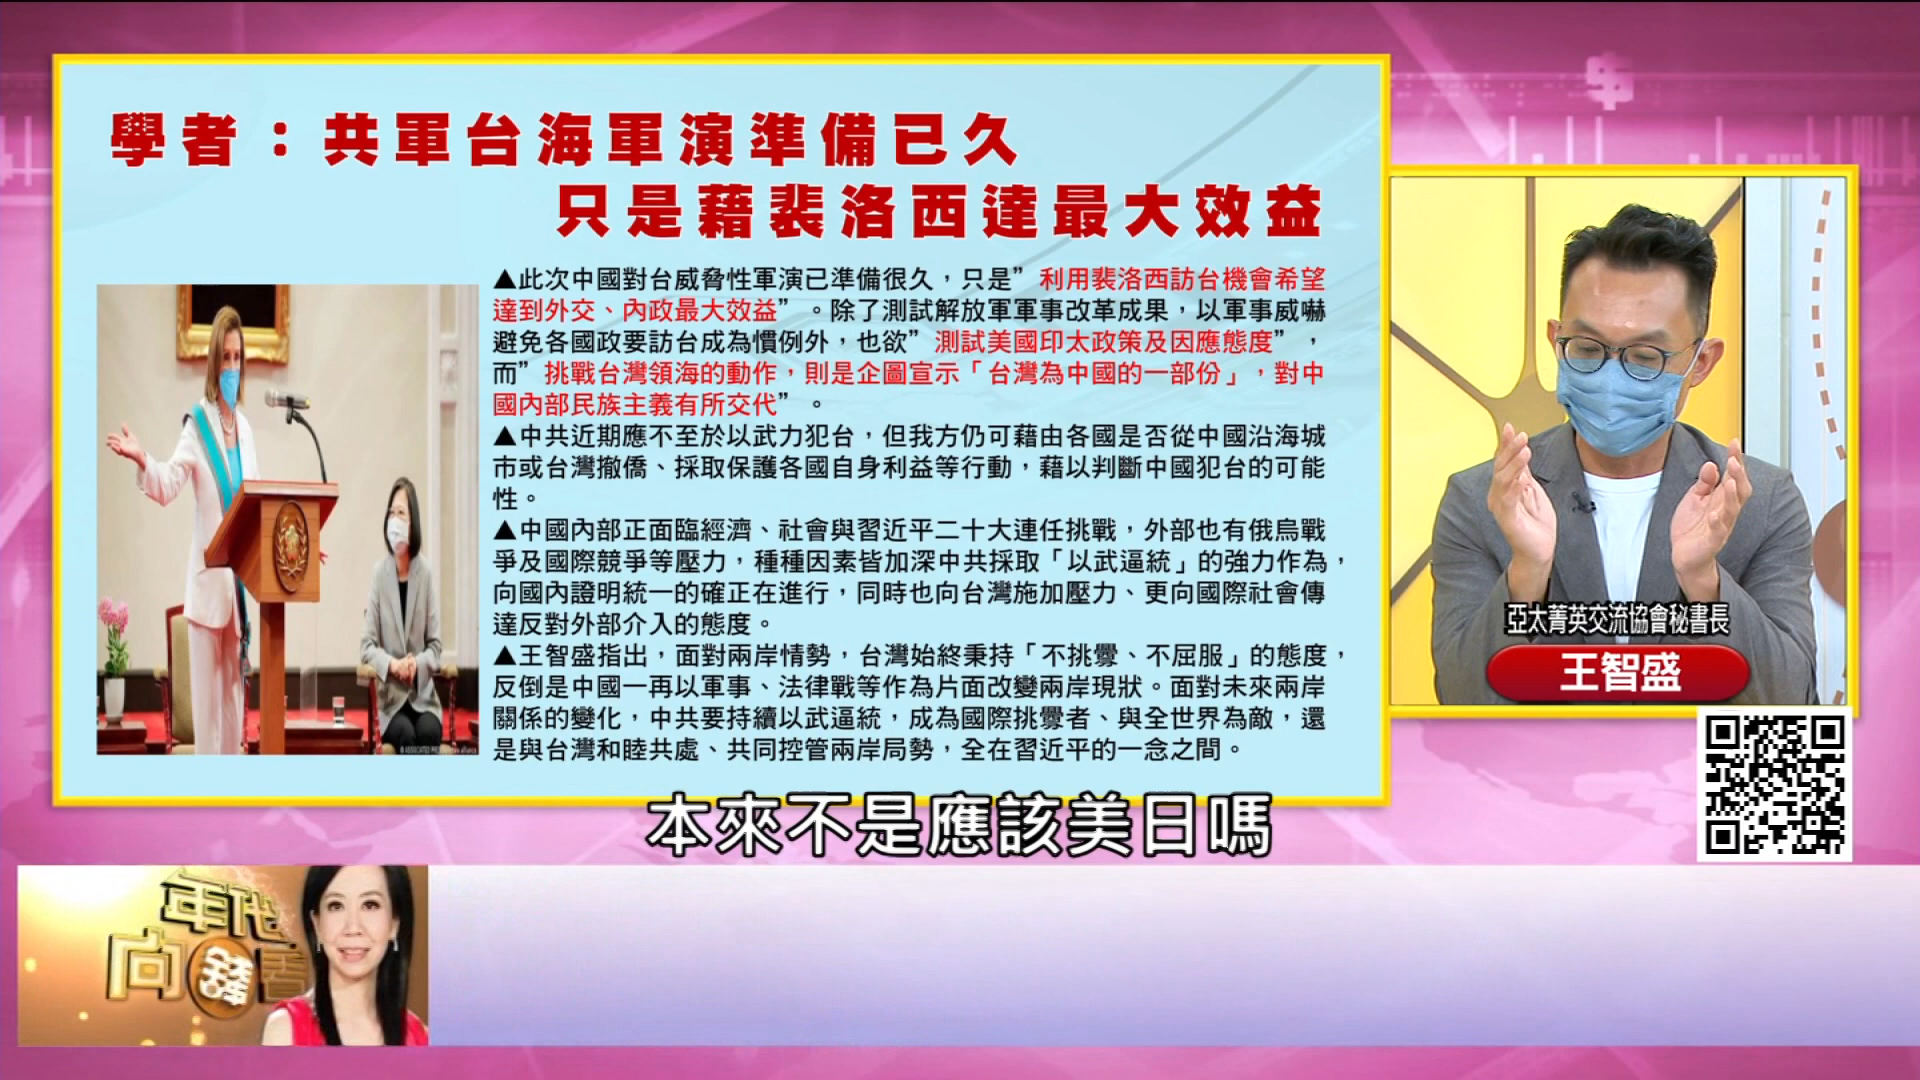 學者：共軍台海軍演準備已久
只是藉裴洛西達最大效益
▲此次中國對台威脅性軍演已準備很久，只是”利用裴洛西訪台機會希望
達到外交、內政最大效益”。除了測試解放軍軍事改革成果，以軍事威嚇
避免各國政要訪台成為慣例外，也欲”測試美國印太政策及因應態度”，
而”挑戰台灣領海的動作，則是企圖宣示「台灣為中國的一部份」，對中
國內部民族主義有所交代”。
▲中共近期應不至於以武力犯台，但我方仍可藉由各國是否從中國沿海城
市或台灣撤僑、採取保護各國自身利益等行動，藉以判斷中國犯台的可能
性。
▲中國內部正面臨經濟、社會與習近平二十大連任挑戰，外部也有俄烏戰
爭及國際競爭等壓力，種種因素皆加深中共採取「以武逼統」的強力作為，
向國內證明統一的確正在進行，同時也向台灣施加壓力、更向國際社會傳
達反對外部介入的態度。
▲王智盛指出，面對兩岸情勢，台灣始終秉持「不挑釁、不屈服」的態度，
反倒是中國一再以軍事、法律戰等作為片面改變兩岸現狀。面對未來兩岸
關係的變化，中共要持續以武逼統，成為國際挑釁者、與全世界為敵，還
是與台灣和睦共處、共同控管兩岸局勢，全在習近平的一念之間。
亞太菁英交流協會秘書長
王智盛
本來不是應該美日嗎
年代
向錢看